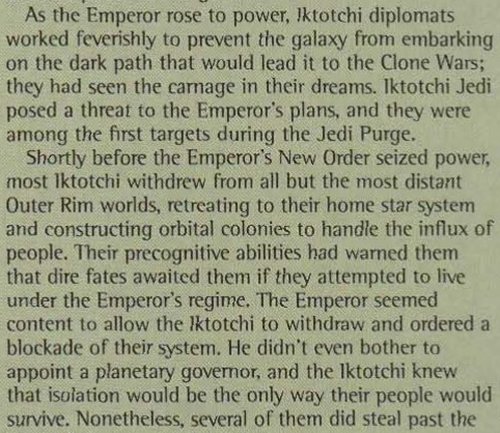 As the Emperor rose to power, Iktotchi diplomats
worked feverishly to prevent the galaxy from embarking
on the dark path that would lead it to the Clone Wars;
they had seen the carnage in their dreams. Iktotchi Jedi
posed a threat to the Emperor's plans, and they were
among the first targets during the Jedi Purge.
Shortly before the Emperor's New Order seized power,
most Iktotchi withdrew from all but the most distant
Outer Rim worlds, retreating to their home star system
and constructing orbital colonies to handle the influx of
people. Their precognitive abilities had warned them
that dire fates awaited them if they attempted to live
under the Emperor's regime. The Emperor seemed
content to allow the Iktotchi to withdraw and ordered a
blockade of their system. He didn't even bother to
appoint a planetary governor, and the Iktotchi knew
that isolation would be the only way their people would
survive. Nonetheless, several of them did steal past the